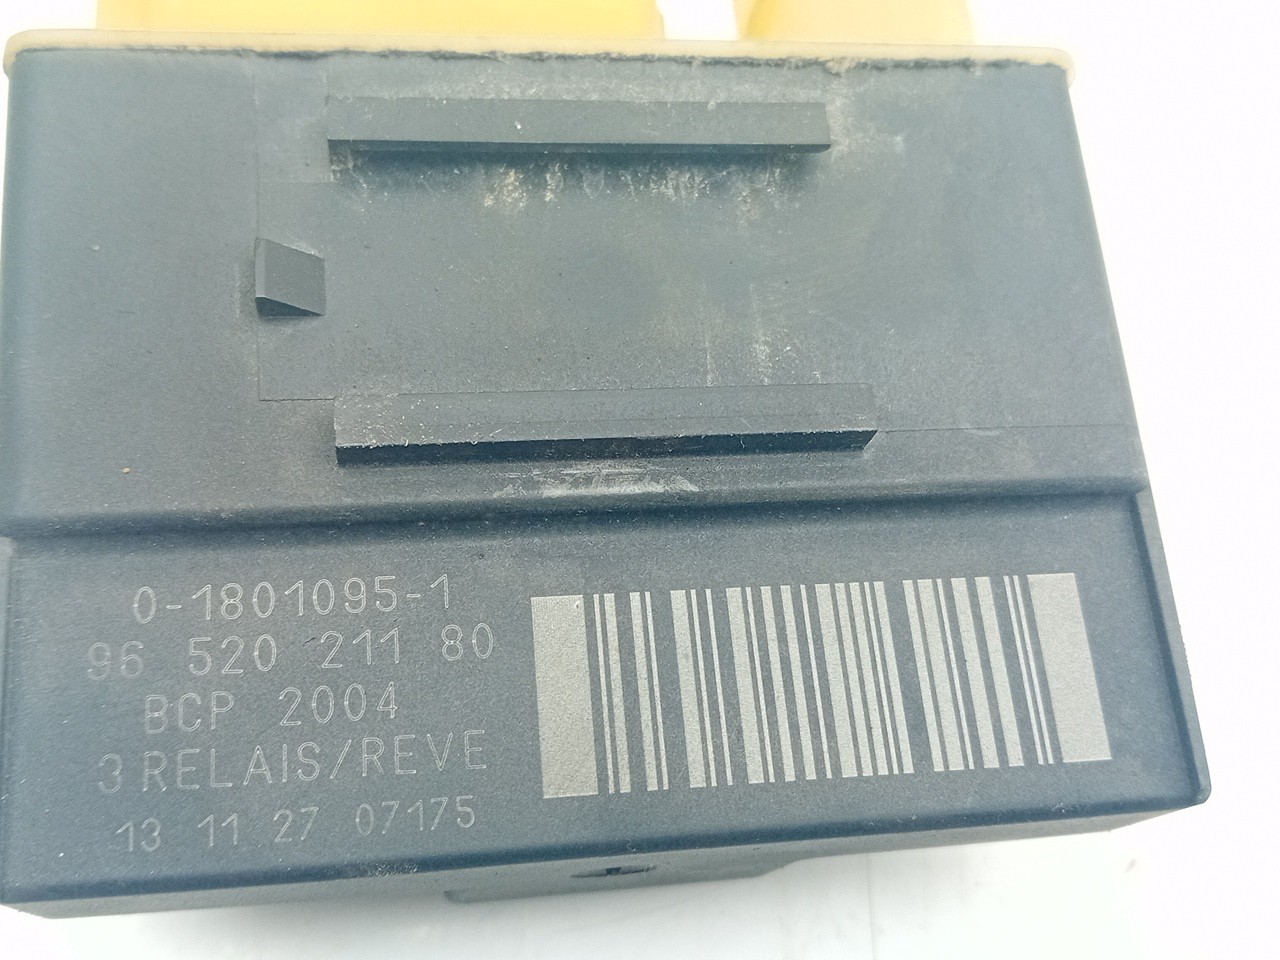 0-1801095-1
96 520 211 80
BCP 2004
3 RELAIS/REVE
13 11 27 07175